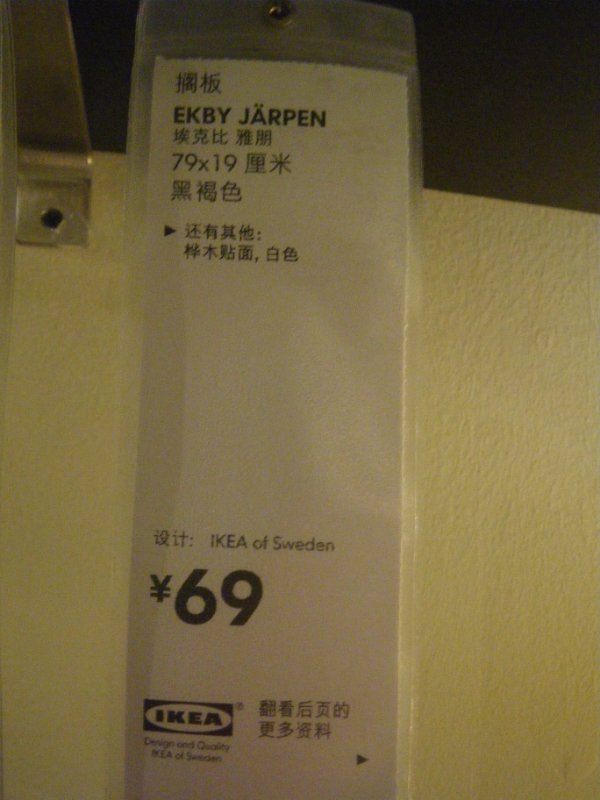 搁板
EKBY JÄRPEN
埃克比 雅朋
79x19 厘米
黑褐色
▶ 还有其他:
桦木贴面, 白色
设计: IKEA of Sweden
¥69
IKEA®
Design and Quality
IKEA of Sweden
翻看后页的
更多资料
▶